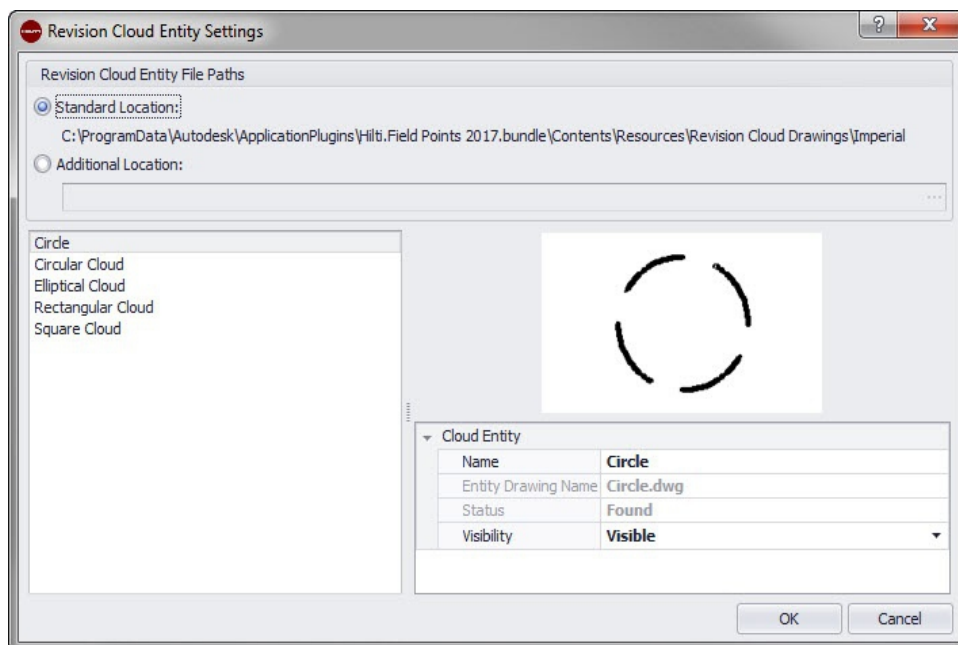 Revision Cloud Entity Settings
?
Revision Cloud Entity File Paths
Standard Location:
C:\ProgramData\Autodesk\ApplicationPlugins\Hilti.Field Points 2017.bundle\Contents\Resources\Revision Cloud Drawings\Imperial
Additional Location:
...
Circle
Circular Cloud
Elliptical Cloud
Rectangular Cloud
Square Cloud
Cloud Entity
Name Circle
Entity Drawing Name Circle.dwg
Status Found
Visibility Visible
OK Cancel